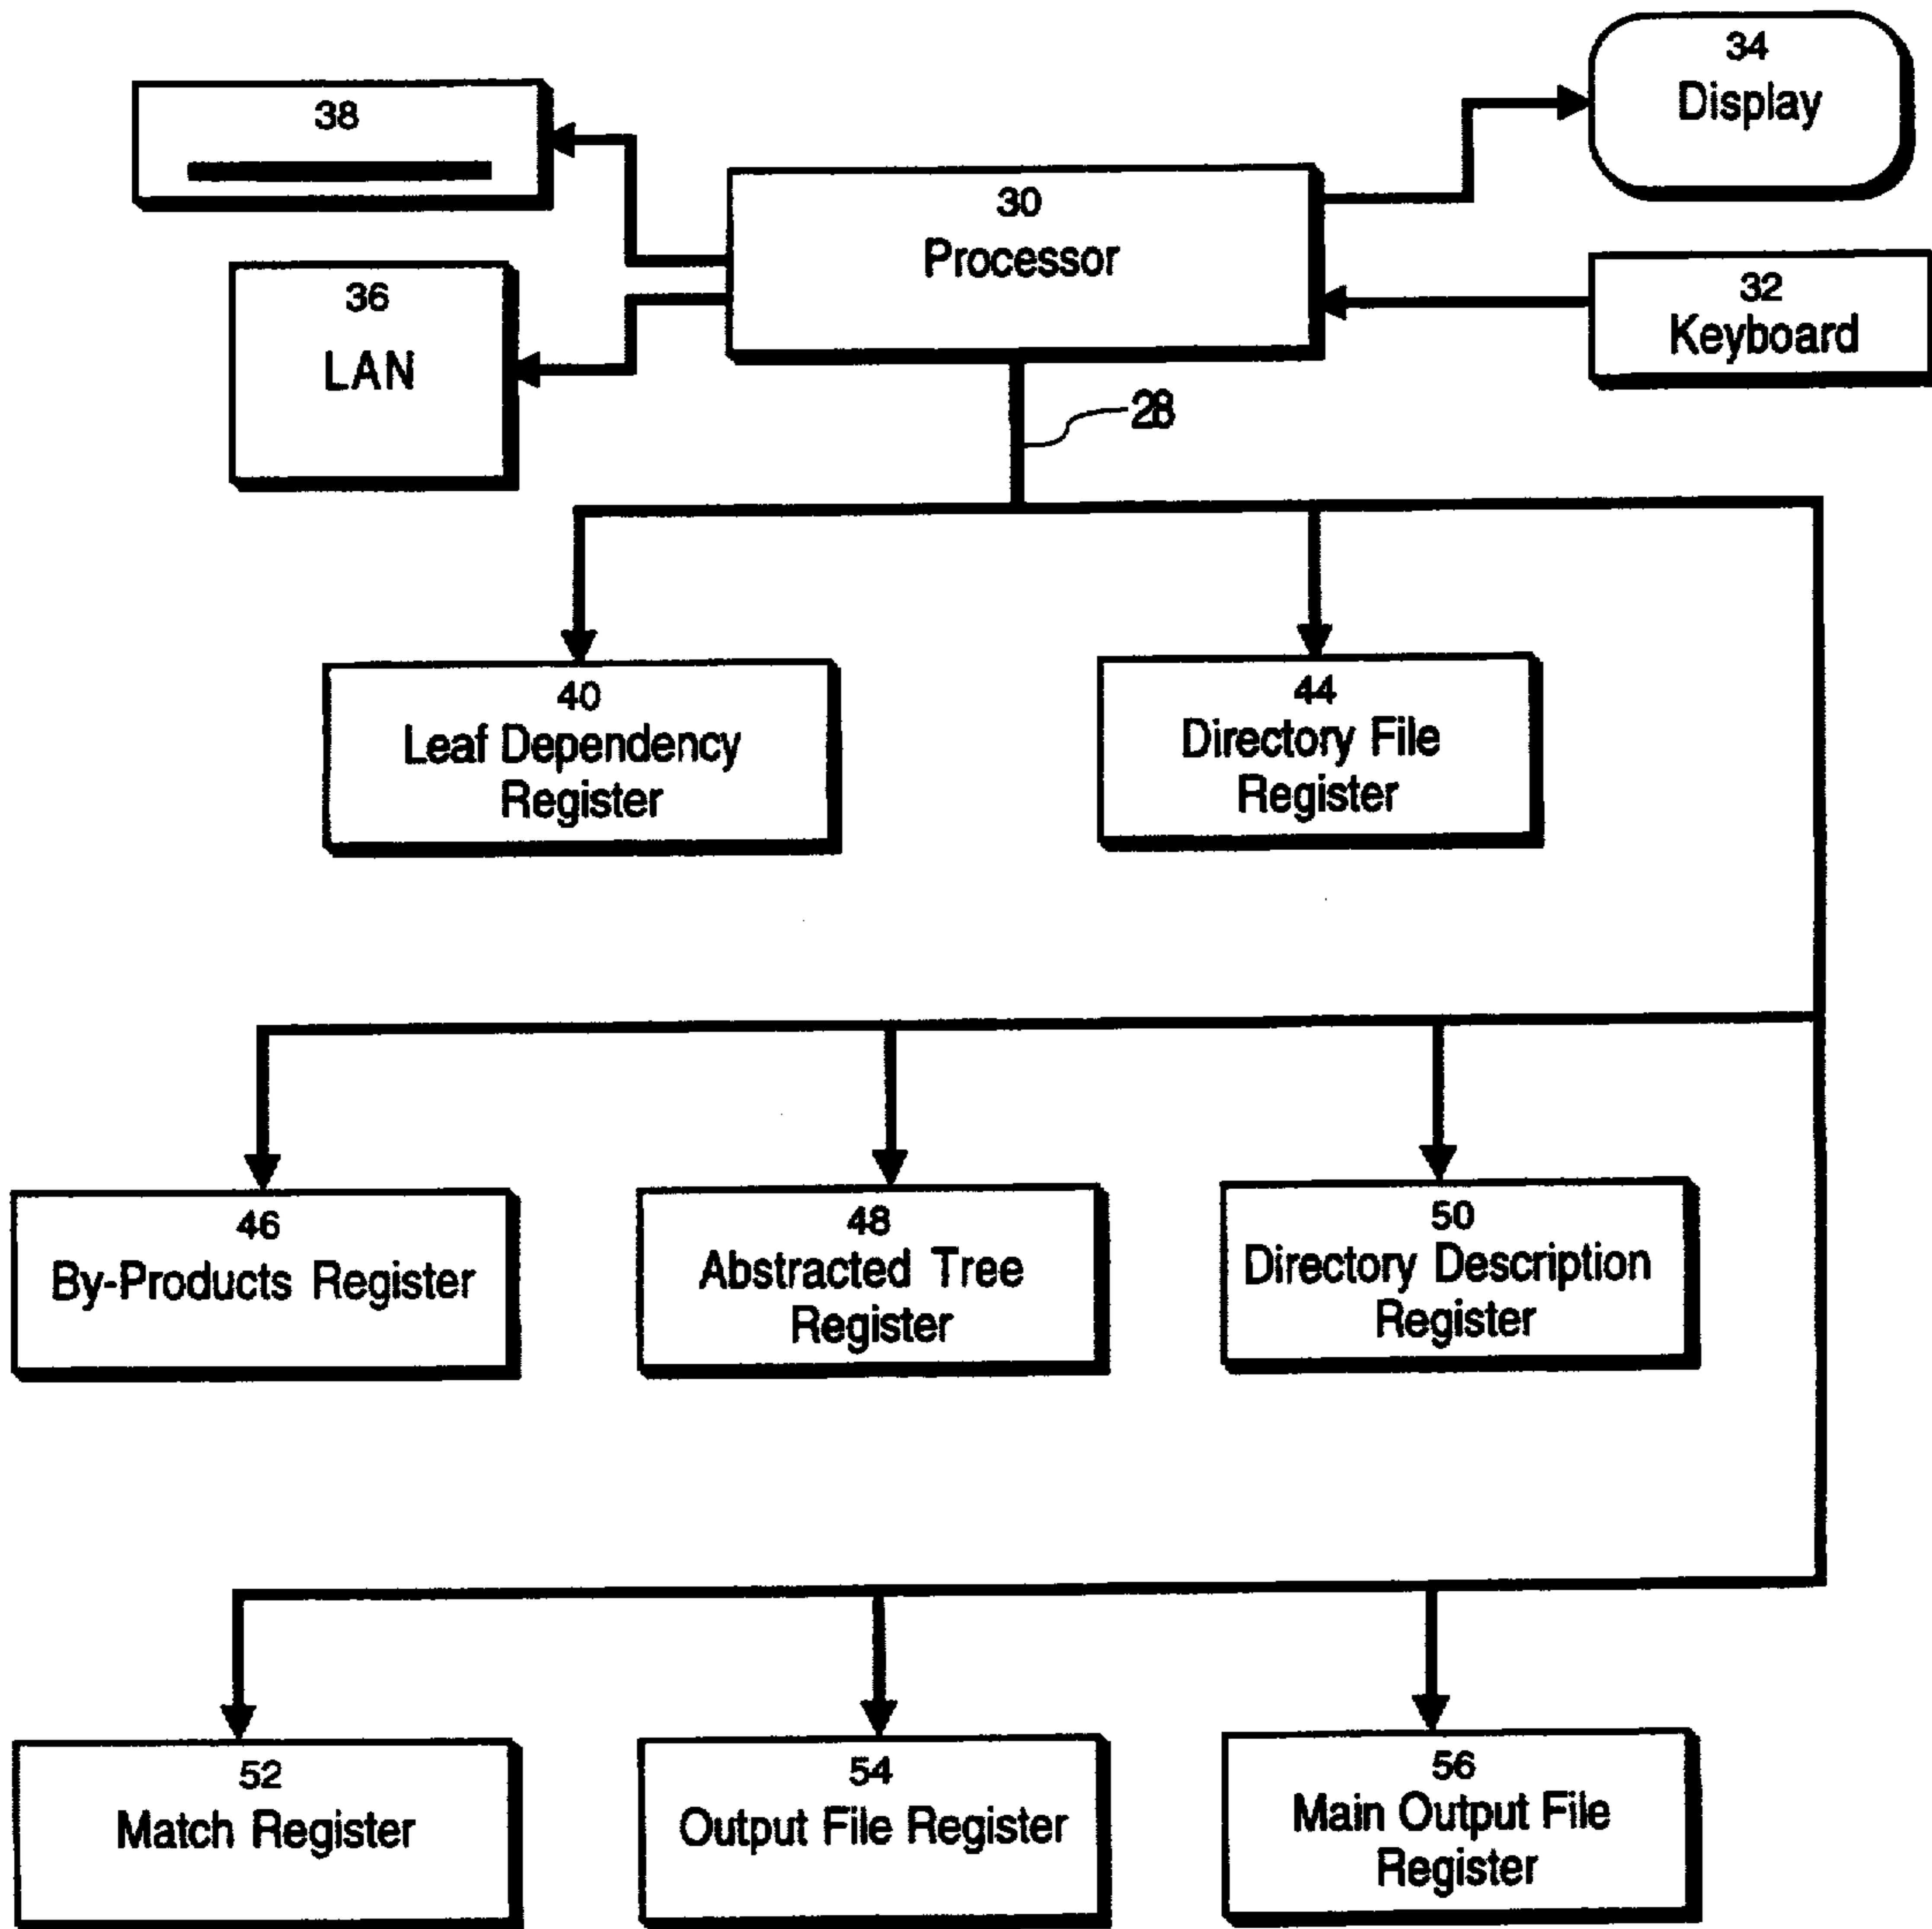 34
Display
38
30
Processor
32
Keyboard
36
LAN
28
40
Leaf Dependency
Register
44
Directory File
Register
46
By-Products Register
48
Abstracted Tree
Register
50
Directory Description
Register
52
Match Register
54
Output File Register
56
Main Output File
Register